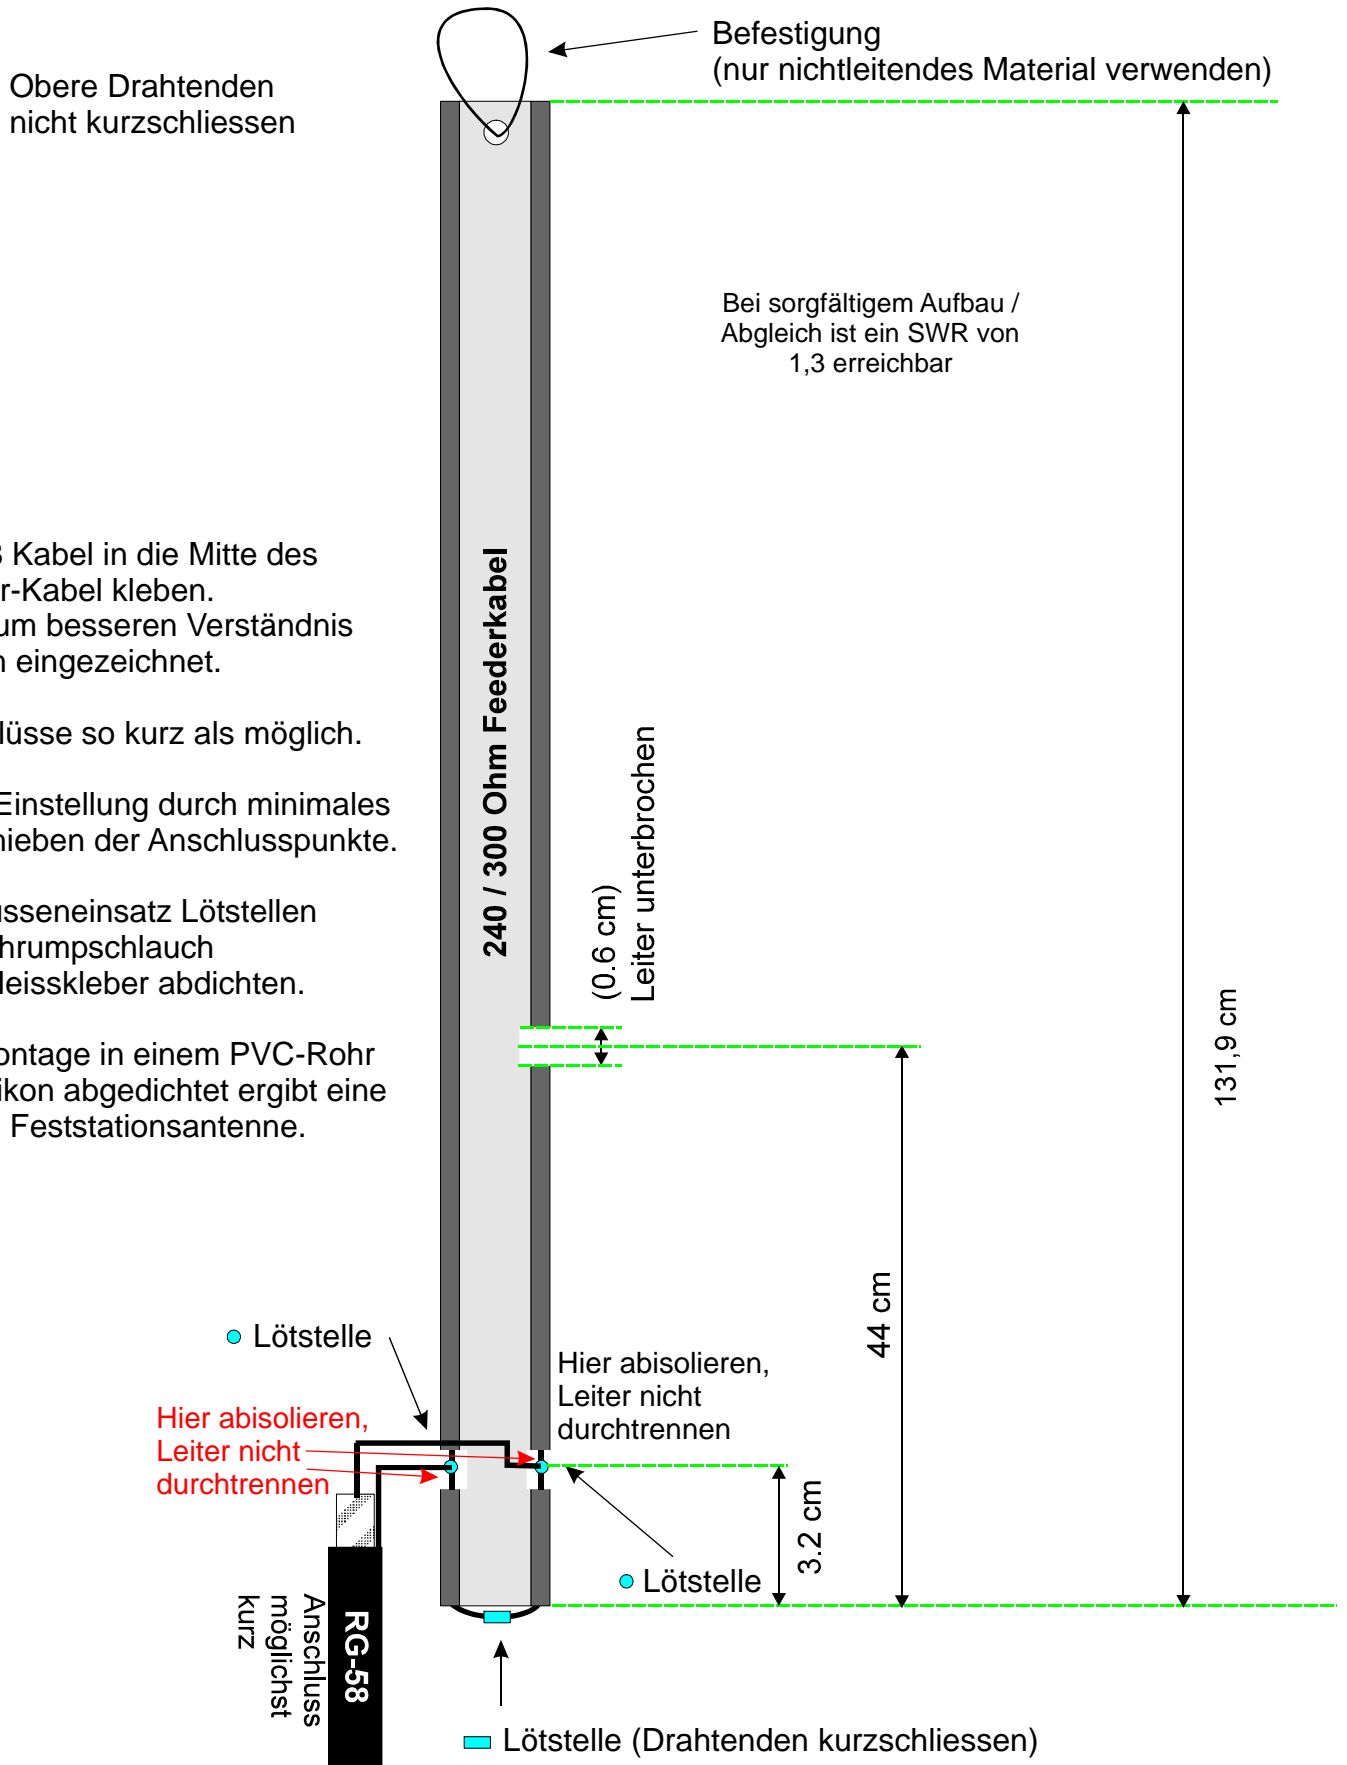 Befestigung
(nur nichtleitendes Material verwenden)
Obere Drahtenden
nicht kurzschliessen
Bei sorgfältigem Aufbau /
Abgleich ist ein SWR von
1,3 erreichbar
Kabel in die Mitte des
r-Kabel kleben.
um besseren Verständnis
eingezeichnet.
lüsse so kurz als möglich.
Einstellung durch minimales
ieben der Anschlusspunkte.
usseneinsatz Lötstellen
hrumpschlauch
eisskleber abdichten.
ontage in einem PVC-Rohr
ikon abgedichtet ergibt eine
Feststationsantenne.
240 / 300 Ohm Feederkabel
(0.6 cm)
Leiter unterbrochen
131,9 cm
44 cm
Lötstelle
Hier abisolieren,
Leiter nicht
durchtrennen
Hier abisolieren,
Leiter nicht
durchtrennen
3.2 cm
Lötstelle
RG-58
Anschluss
möglichst
kurz
Lötstelle (Drahtenden kurzschliessen)